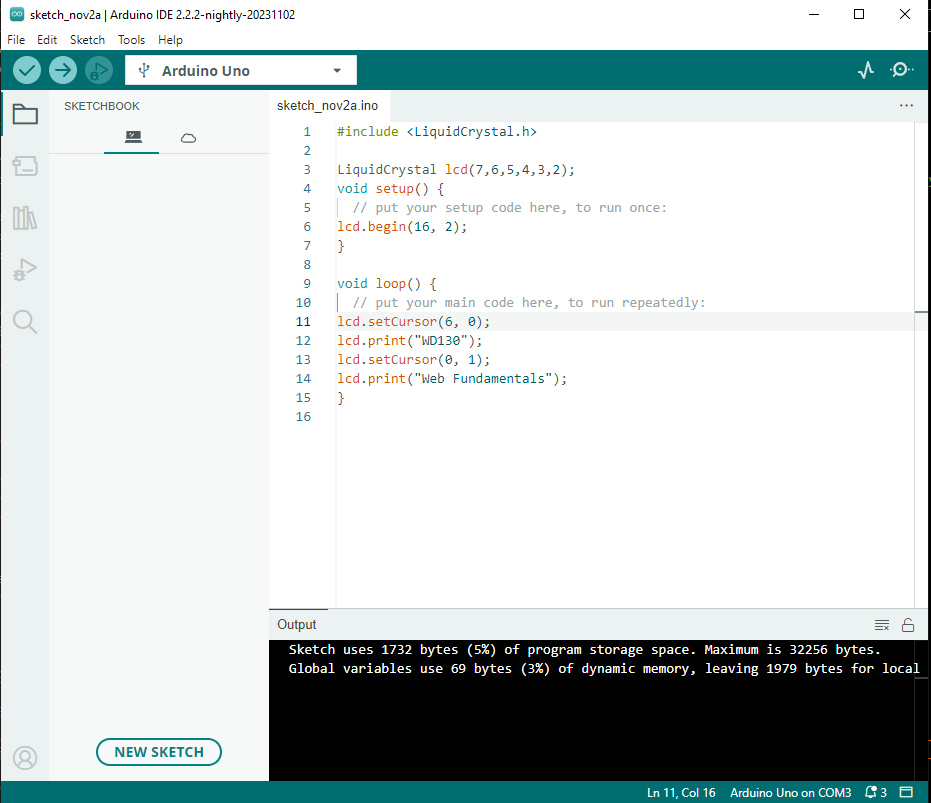 sketch_nov2a | Arduino IDE 2.2.2-nightly-20231102
File Edit Sketch Tools Help
Arduino Uno
SKETCHBOOK
sketch_nov2a.ino
1 #include <LiquidCrystal.h>
2
3 LiquidCrystal lcd(7,6,5,4,3,2);
4 void setup() {
5 // put your setup code here, to run once:
6 lcd.begin(16, 2);
7 }
8
9 void loop() {
10 // put your main code here, to run repeatedly:
11 lcd.setCursor(6, 0);
12 lcd.print("WD130");
13 lcd.setCursor(0, 1);
14 lcd.print("Web Fundamentals");
15 }
16
Output
Sketch uses 1732 bytes (5%) of program storage space. Maximum is 32256 bytes.
Global variables use 69 bytes (3%) of dynamic memory, leaving 1979 bytes for local
NEW SKETCH
Ln 11, Col 16 Arduino Uno on COM3 3